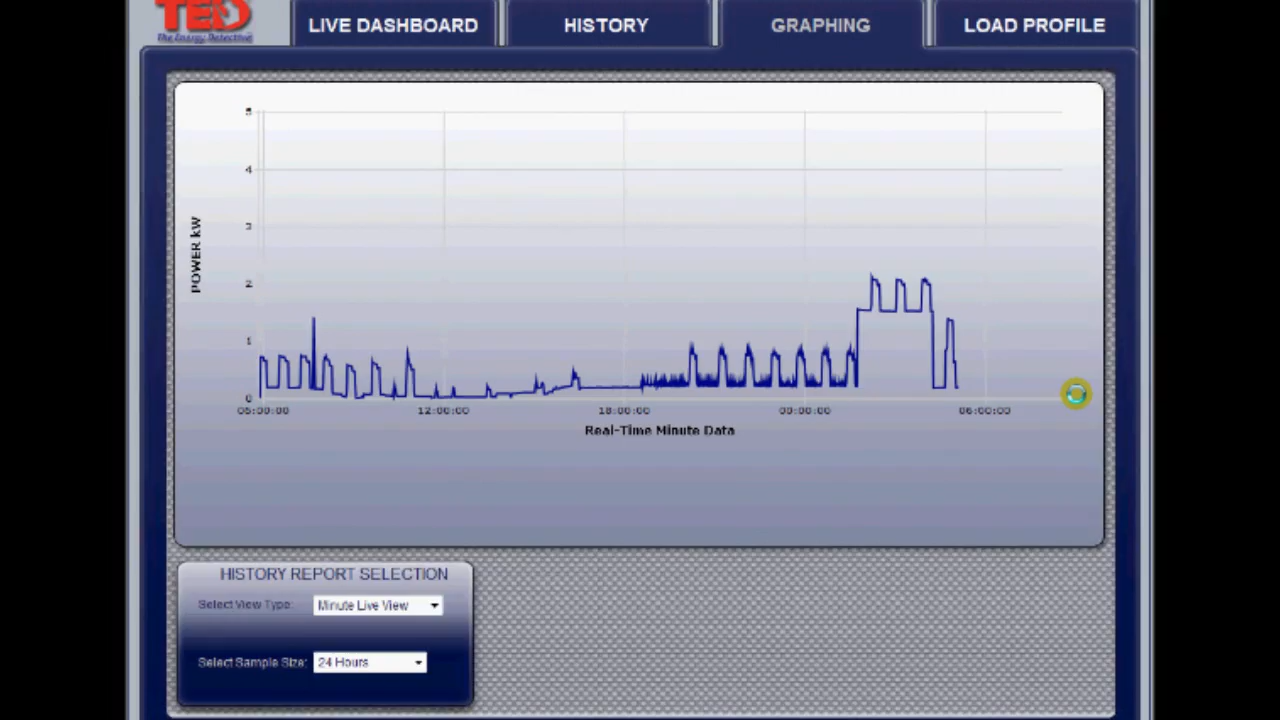 TED
The Energy Detective
LIVE DASHBOARD
HISTORY
GRAPHING
LOAD PROFILE
5
4
3
2
1
0
POWER kW
06:00:00
12:00:00
18:00:00
00:00:00
06:00:00
Real-Time Minute Data
HISTORY REPORT SELECTION
Select View Type: Minute Live View
Select Sample Size: 24 Hours